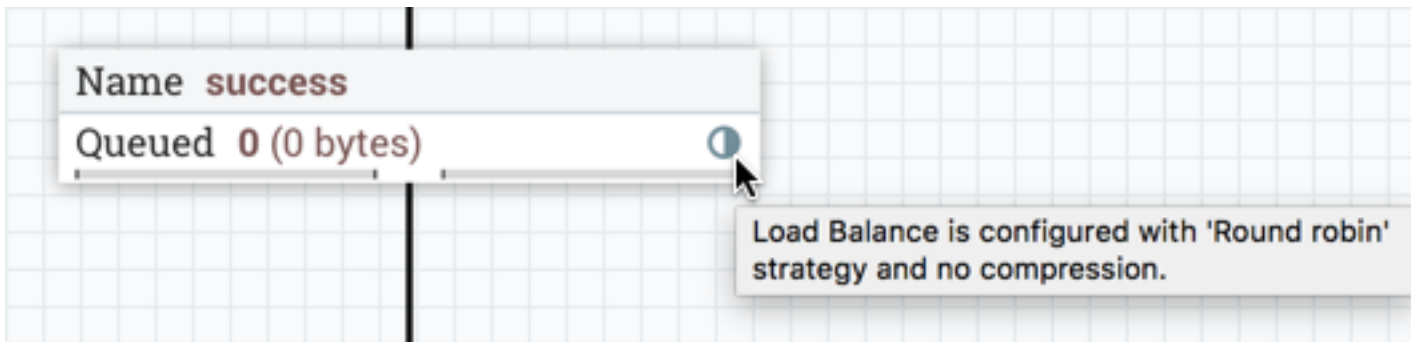 Name success
Queued 0 (0 bytes)
Load Balance is configured with 'Round robin'
strategy and no compression.